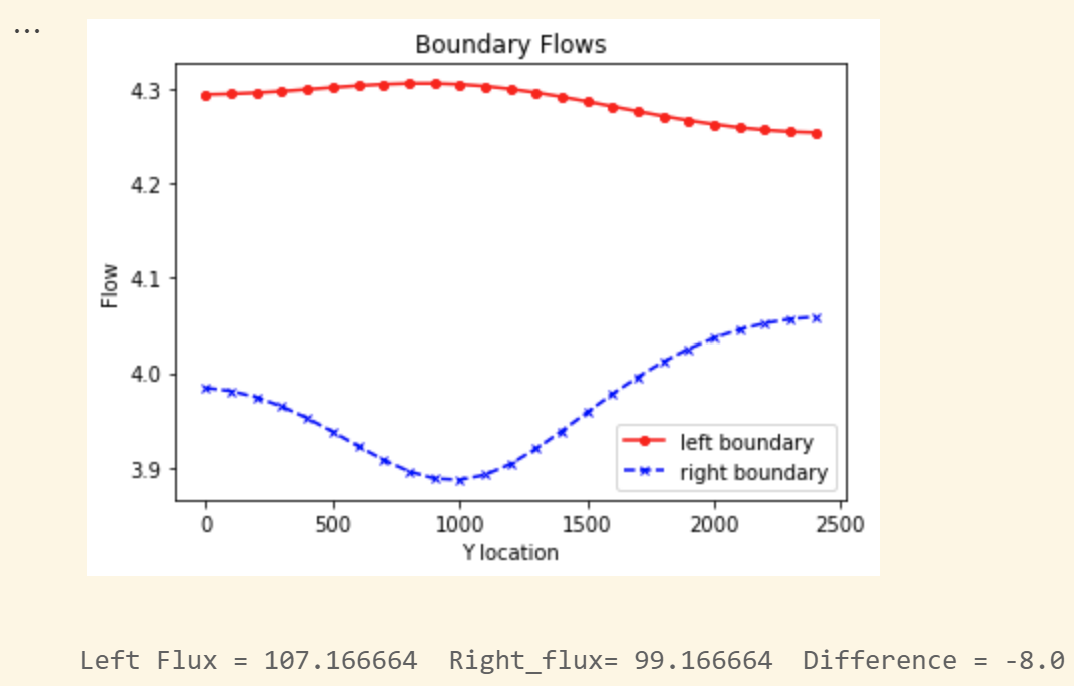 ...
Boundary Flows
4.3
4.2
4.1
4.0
3.9
Flow
left boundary
right boundary
0 500 1000 1500 2000 2500
Y location
Left Flux = 107.166664  Right_flux= 99.166664  Difference = -8.0